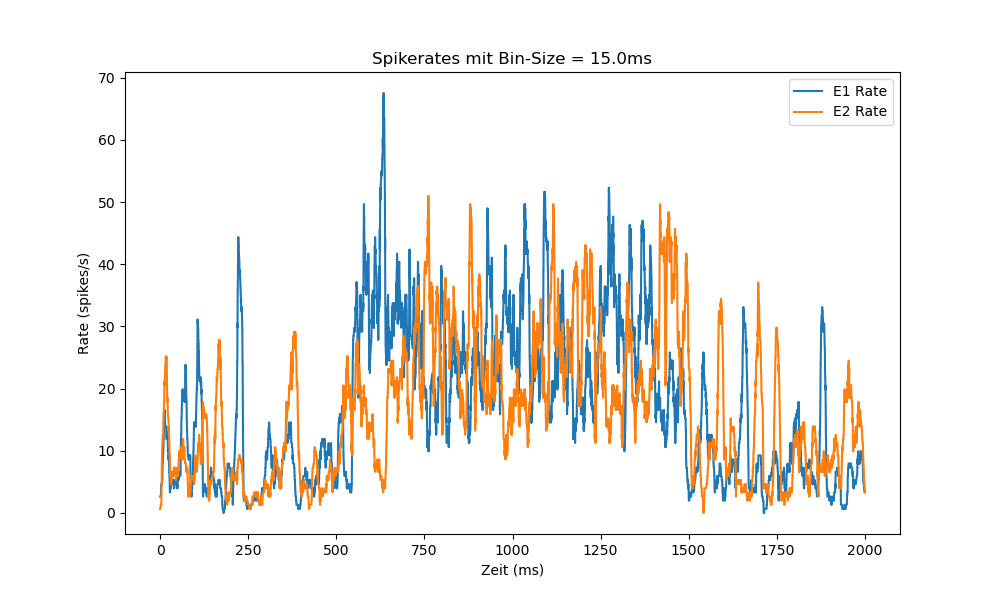 Spikerates mit Bin-Size = 15.0ms
E1 Rate
E2 Rate
70
60
50
40
30
20
10
0
Rate (spikes/s)
0 250 500 750 1000 1250 1500 1750 2000
Zeit (ms)